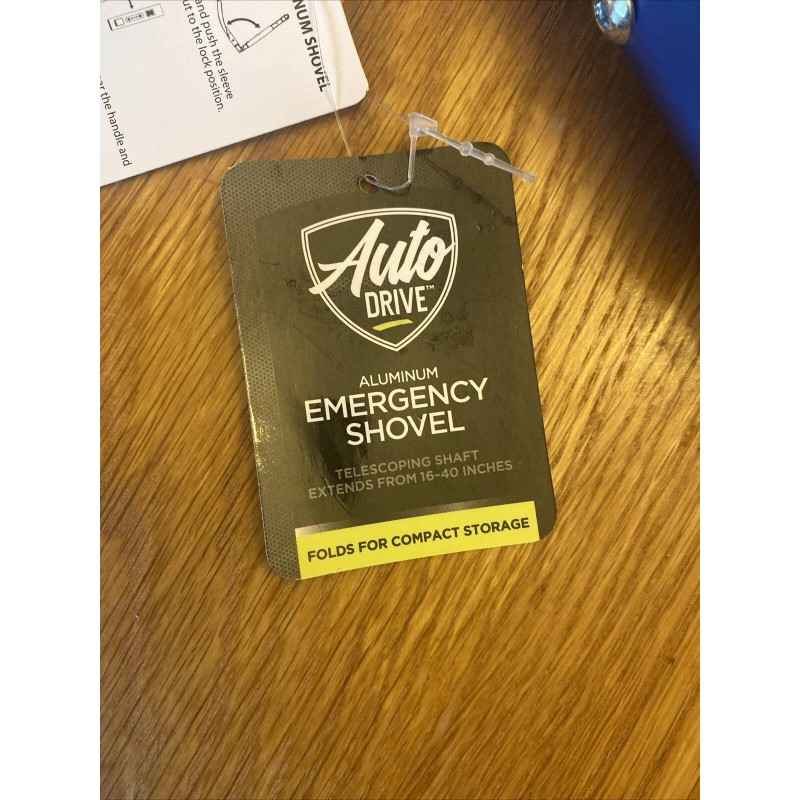 NUM SHOVEL
and push the sleeve
ut to the lock position.
the handle and
Auto
DRIVE™
ALUMINUM
EMERGENCY
SHOVEL
TELESCOPING SHAFT
EXTENDS FROM 16-40 INCHES
FOLDS FOR COMPACT STORAGE